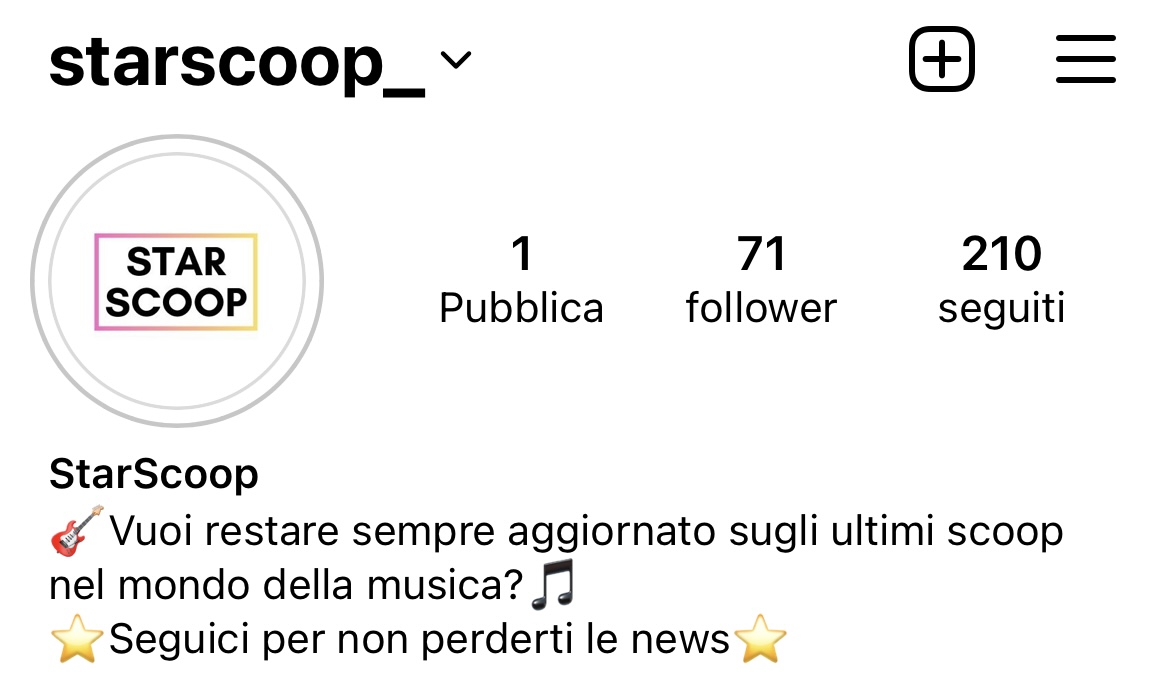 starscoop_
STAR
SCOOP
1
Pubblica
71
follower
210
seguiti
StarScoop
🎸Vuoi restare sempre aggiornato sugli ultimi scoop
nel mondo della musica?🎵
⭐Seguici per non perderti le news⭐